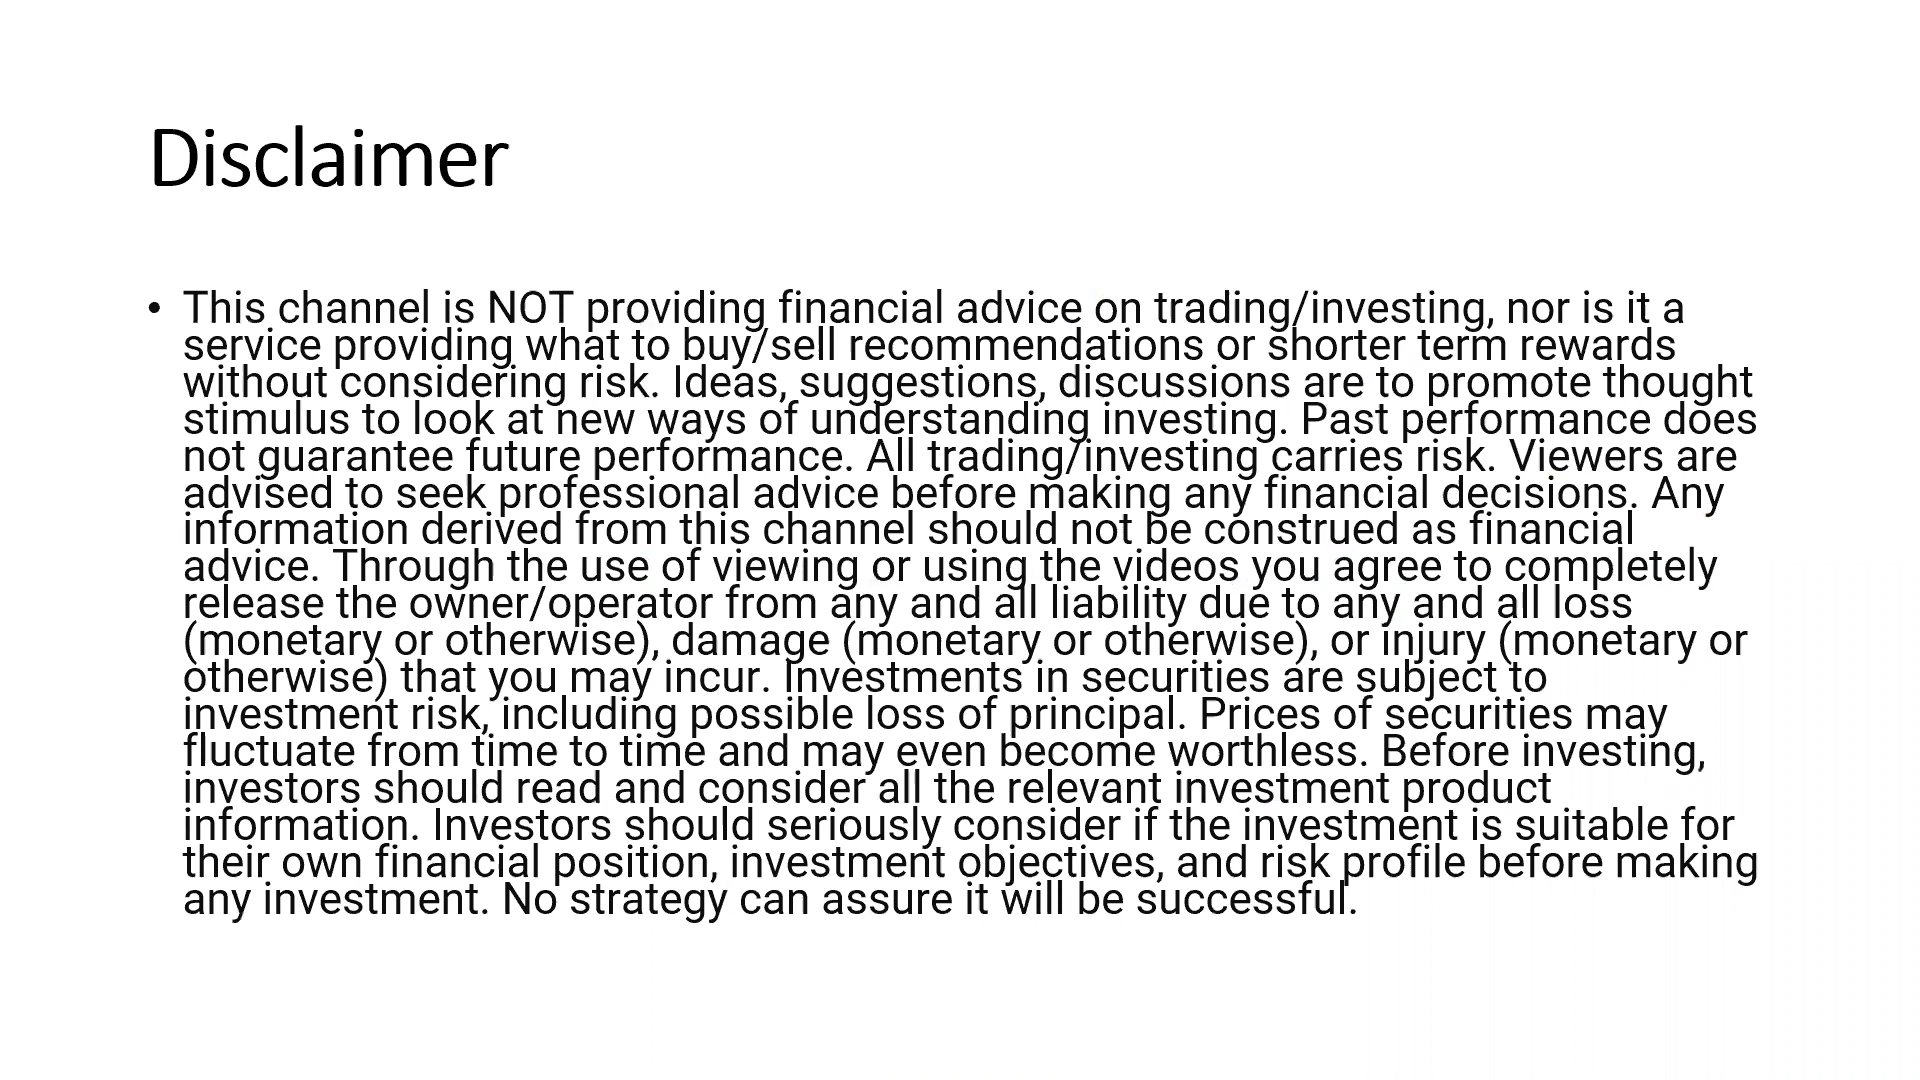 Disclaimer
• This channel is NOT providing financial advice on trading/investing, nor is it a
service providing what to buy/sell recommendations or shorter term rewards
without considering risk. Ideas, suggestions, discussions are to promote thought
stimulus to look at new ways of understanding investing. Past performance does
not guarantee future performance. All trading/investing carries risk. Viewers are
advised to seek professional advice before making any financial decisions. Any
information derived from this channel should not be construed as financial
advice. Through the use of viewing or using the videos you agree to completely
release the owner/operator from any and all liability due to any and all loss
(monetary or otherwise), damage (monetary or otherwise), or injury (monetary or
otherwise) that you may incur. Investments in securities are subject to
investment risk, including possible loss of principal. Prices of securities may
fluctuate from time to time and may even become worthless. Before investing,
investors should read and consider all the relevant investment product
information. Investors should seriously consider if the investment is suitable for
their own financial position, investment objectives, and risk profile before making
any investment. No strategy can assure it will be successful.